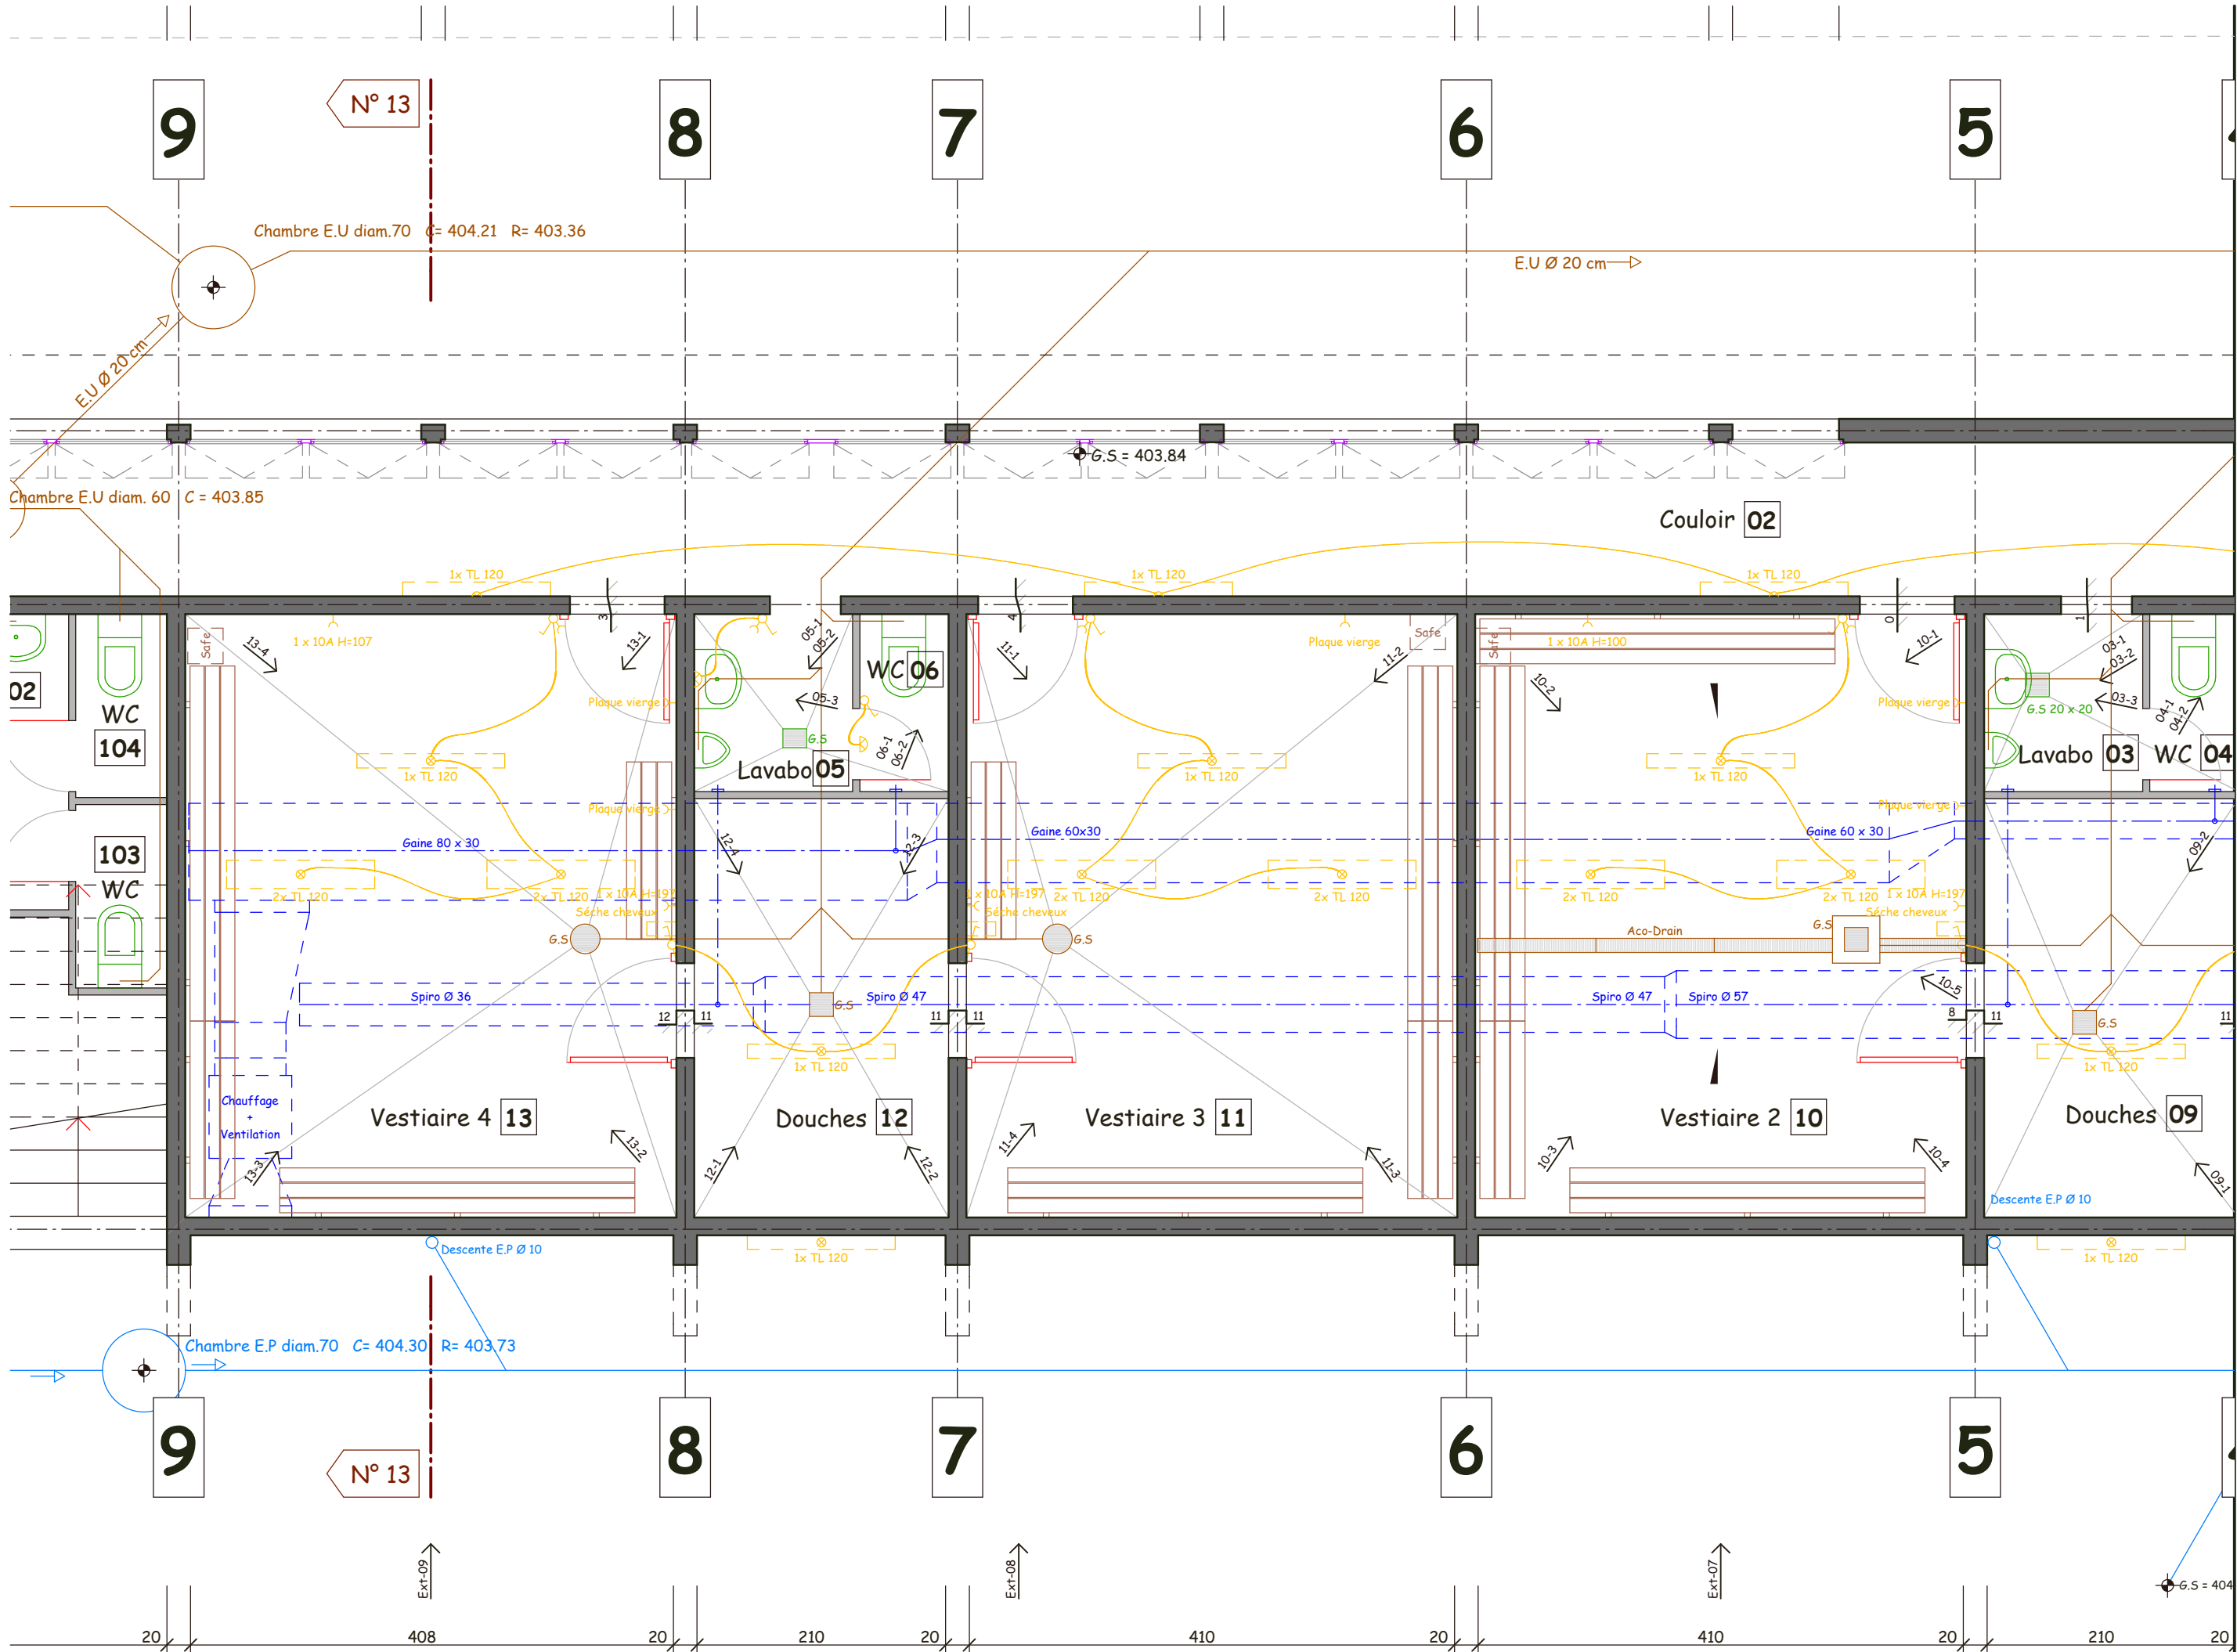 9
N° 13
8
7
6
5
Chambre E.U diam.70 C= 404.21 R= 403.36
E.U Ø 20 cm
E.U Ø 20 cm
G.S = 403.84
Chambre E.U diam. 60 C = 403.85
Couloir 02
1x TL 120
1x TL 120
1x TL 120
3
4
0
1
Safe
13-4
1 x 10A H=107
13-1
05-1
05-2
WC 06
11-1
Plaque vierge
11-2
Safe
Safe
1 x 10A H=100
10-1
03-1
03-2
02
WC
104
Plaque vierge
05-3
10-2
Plaque vierge
03-3
G.S 20 x 20
04-1
04-2
G.S
06-1
06-2
Lavabo 05
Lavabo 03
WC 04
1x TL 120
1x TL 120
1x TL 120
Plaque vierge
Plaque vierge
Gaine 80 x 30
12-4
12-3
Gaine 60x30
Gaine 60 x 30
09-2
103
WC
2x TL 120
2x TL 120
1 x 10A H=197
Séche cheveux
1 x 10A H=197
Séche cheveux
2x TL 120
2x TL 120
2x TL 120
2x TL 120
1 x 10A H=197
Séche cheveux
G.S
G.S
Aco-Drain
G.S
10-5
Spiro Ø 36
Spiro Ø 47
Spiro Ø 47
Spiro Ø 57
G.S
G.S
12
11
11
11
8
11
11
1x TL 120
1x TL 120
Chauffage
+
Ventilation
Vestiaire 4 13
Douches 12
Vestiaire 3 11
Vestiaire 2 10
Douches 09
13-3
13-2
12-1
12-2
11-4
11-3
10-3
10-4
09-1
Descente E.P Ø 10
Descente E.P Ø 10
1x TL 120
1x TL 120
Chambre E.P diam.70 C= 404.30 R= 403.73
9
N° 13
8
7
6
5
Ext-09
Ext-08
Ext-07
G.S = 404
20
408
20
210
20
410
20
410
20
210
20